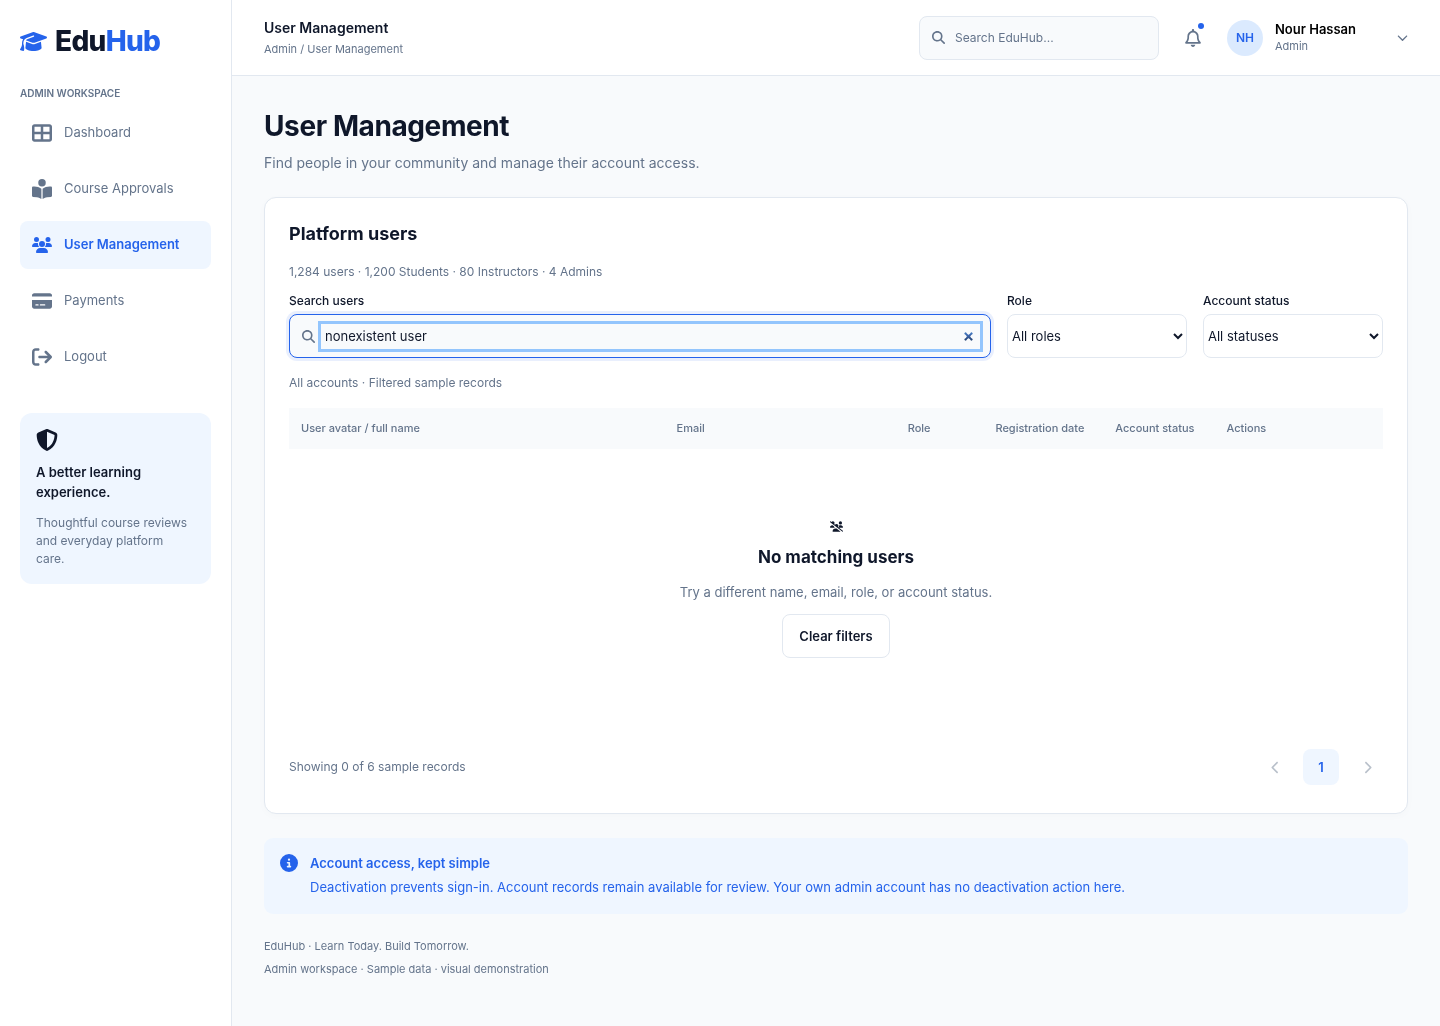 EduHub
ADMIN WORKSPACE
Dashboard
Course Approvals
User Management
Payments
Logout
A better learning
experience.
Thoughtful course reviews
and everyday platform
care.
User Management
Admin / User Management
Search EduHub...
NH
Nour Hassan
Admin
User Management
Find people in your community and manage their account access.
Platform users
1,284 users · 1,200 Students · 80 Instructors · 4 Admins
Search users
nonexistent user
Role
All roles
Account status
All statuses
All accounts · Filtered sample records
User avatar / full name Email Role Registration date Account status Actions
No matching users
Try a different name, email, role, or account status.
Clear filters
Showing 0 of 6 sample records
1
Account access, kept simple
Deactivation prevents sign-in. Account records remain available for review. Your own admin account has no deactivation action here.
EduHub · Learn Today. Build Tomorrow.
Admin workspace · Sample data · visual demonstration